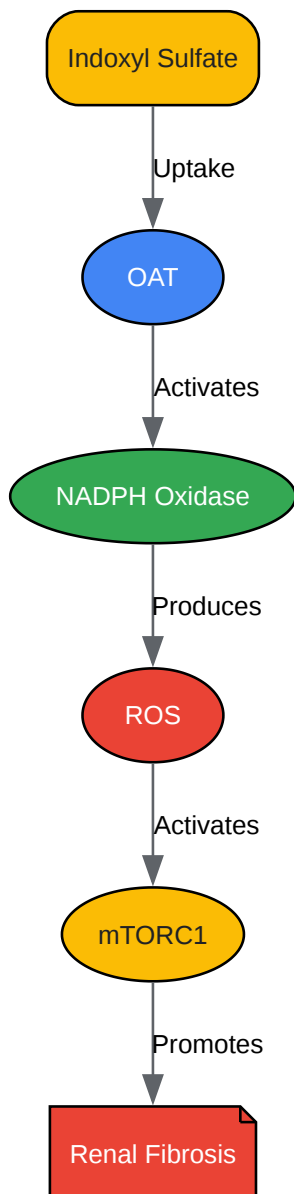 Indoxyl Sulfate
Uptake
OAT
Activates
NADPH Oxidase
Produces
ROS
Activates
mTORC1
Promotes
Renal Fibrosis